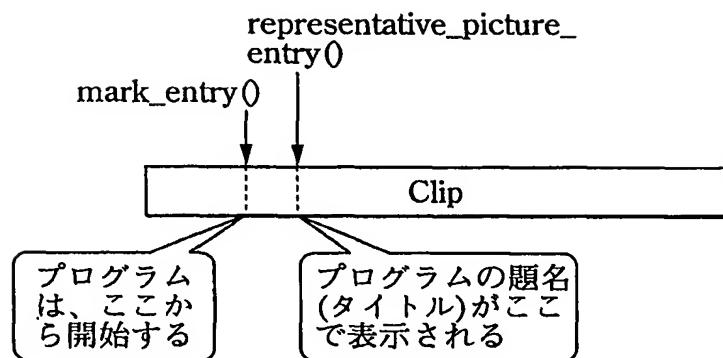 representative_picture_
entry()
mark_entry()
Clip
プログラム
は、ここか
ら開始する
プログラムの題名
(タイトル)がここ
で表示される